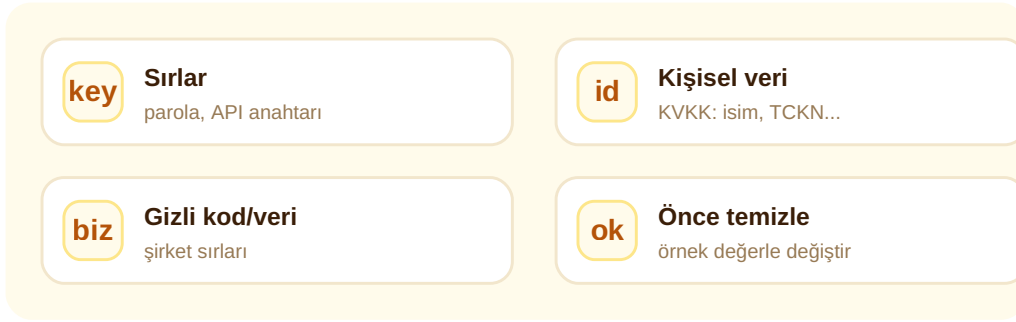 key
Sırlar
parola, API anahtarı
id
Kişisel veri
KVKK: isim, TCKN...
biz
Gizli kod/veri
şirket sırları
ok
Önce temizle
örnek değerle değiştir